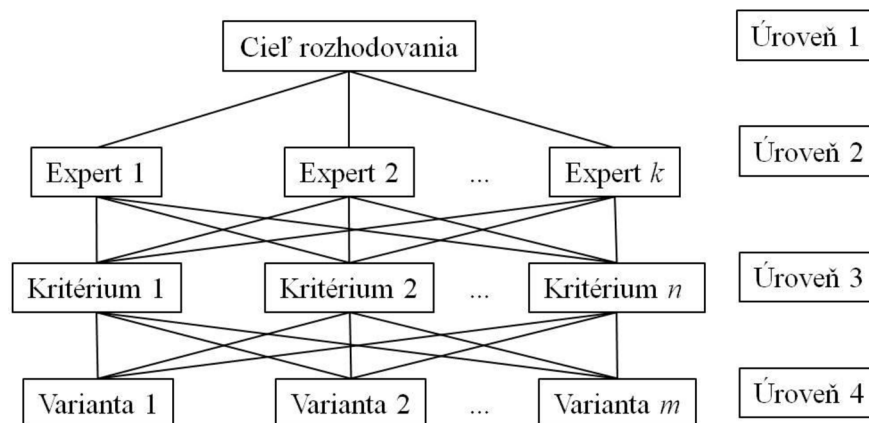 Cieľ rozhodovania Úroveň 1
Expert 1 Expert 2 ... Expert k Úroveň 2
Kritérium 1 Kritérium 2 ... Kritérium n Úroveň 3
Varianta 1 Varianta 2 ... Varianta m Úroveň 4